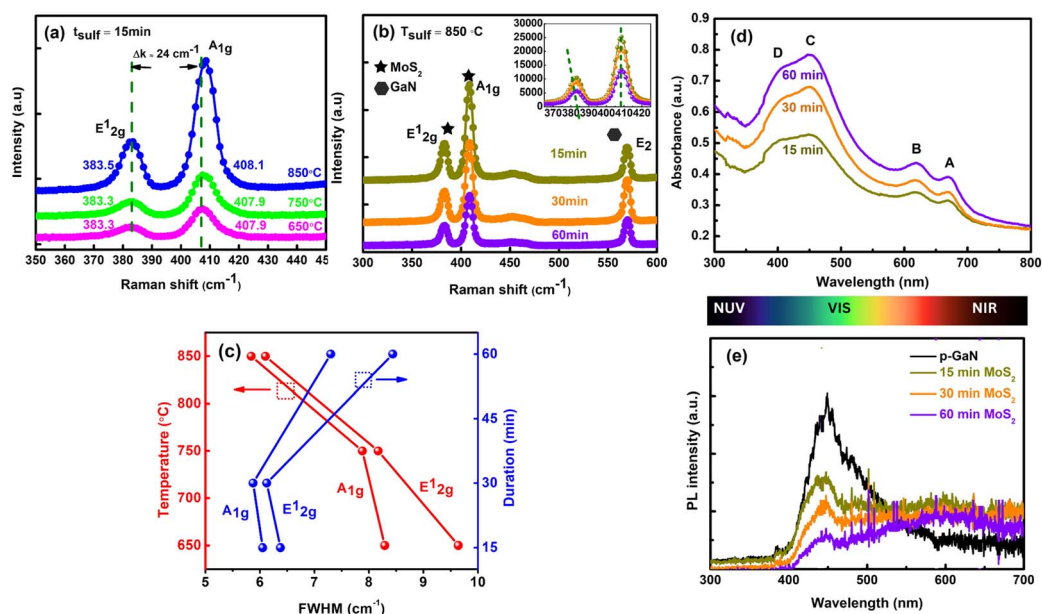 (a) t_sulf = 15min
Δk ≈ 24 cm⁻¹
A₁g
E¹₂g
383.5
408.1
850°C
383.3
407.9
750°C
383.3
407.9
650°C
Intensity (a.u)
350 360 370 380 390 400 410 420 430 440 450
Raman shift (cm⁻¹)
(b) T_sulf = 850 °C
★ MoS₂
⬢ GaN
E¹₂g
A₁g
E₂
15min
30min
60min
Intensity (a.u)
300 350 400 450 500 550 600
Raman shift (cm⁻¹)
30000
25000
20000
15000
10000
5000
0
370 380 390 400 410 420
(d)
D
C
B
A
60 min
30 min
15 min
Absorbance (a.u.)
0.9
0.8
0.7
0.6
0.5
0.4
0.3
0.2
300 400 500 600 700 800
Wavelength (nm)
NUV VIS NIR
(c)
Temperature (°C)
850
800
750
700
650
A₁g
E¹₂g
A₁g
E¹₂g
60
45
30
15
Duration (min)
5 6 7 8 9 10
FWHM (cm⁻¹)
(e)
p-GaN
15 min MoS₂
30 min MoS₂
60 min MoS₂
PL intensity (a.u.)
300 400 500 600 700
Wavelength (nm)